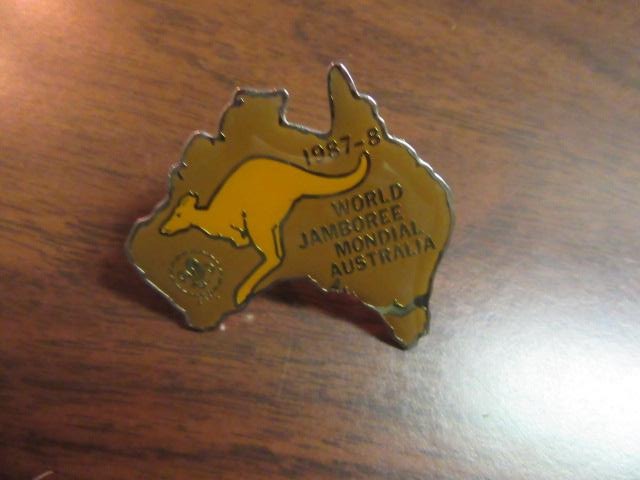 1987-8
WORLD
JAMBOREE
MONDIAL
AUSTRALIA